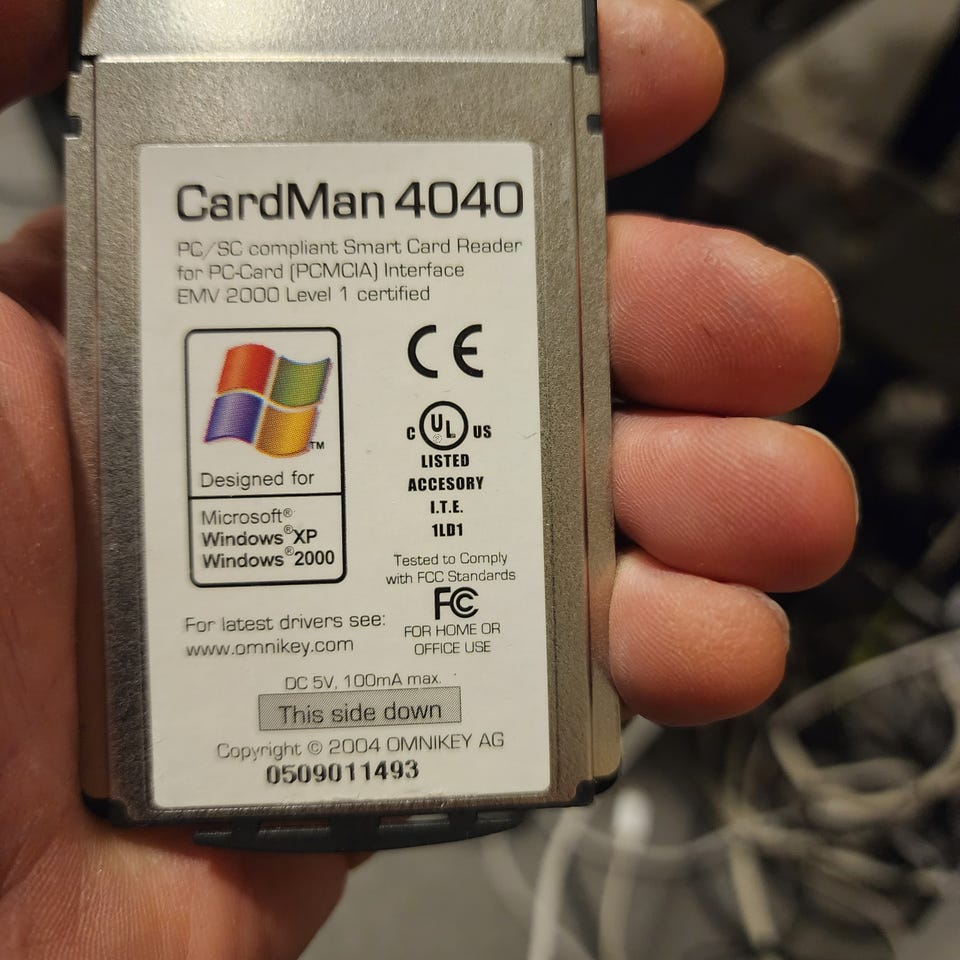 CardMan 4040
PC/SC compliant Smart Card Reader
for PC-Card (PCMCIA) Interface
EMV 2000 Level 1 certified
CE
TM
Designed for
Microsoft®
Windows®XP
Windows®2000
C UL US
LISTED
ACCESORY
I.T.E.
1LD1
Tested to Comply
with FCC Standards
FC
FOR HOME OR
OFFICE USE
For latest drivers see:
www.omnikey.com
DC 5V, 100mA max.
This side down
Copyright © 2004 OMNIKEY AG
0509011493